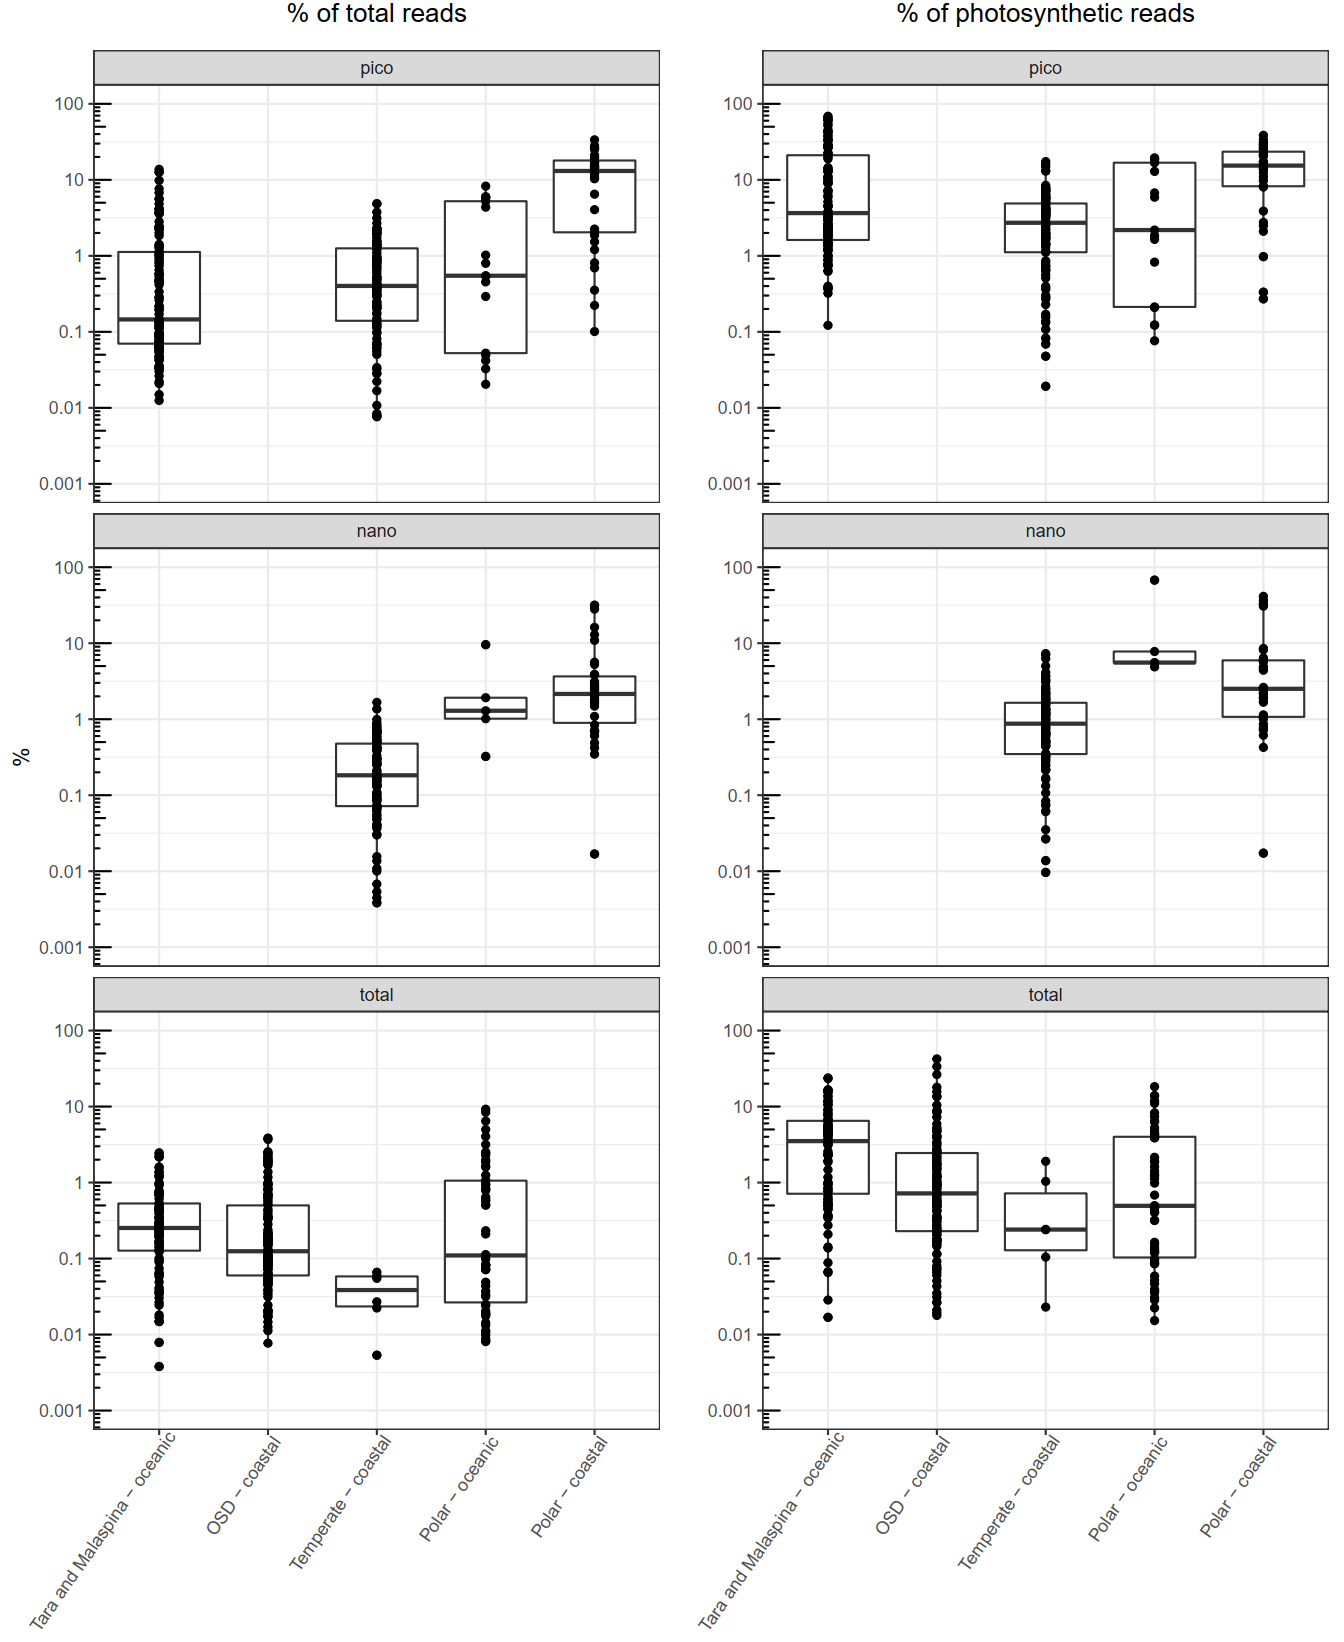 % of total reads
% of photosynthetic reads
pico
pico
100
10
1
0.1
0.01
0.001
100
10
1
0.1
0.01
0.001
nano
nano
100
10
1
0.1
0.01
0.001
100
10
1
0.1
0.01
0.001
%
total
total
100
10
1
0.1
0.01
0.001
100
10
1
0.1
0.01
0.001
Tara and Malaspina − oceanic
OSD − coastal
Temperate − coastal
Polar − oceanic
Polar − coastal
Tara and Malaspina − oceanic
OSD − coastal
Temperate − coastal
Polar − oceanic
Polar − coastal